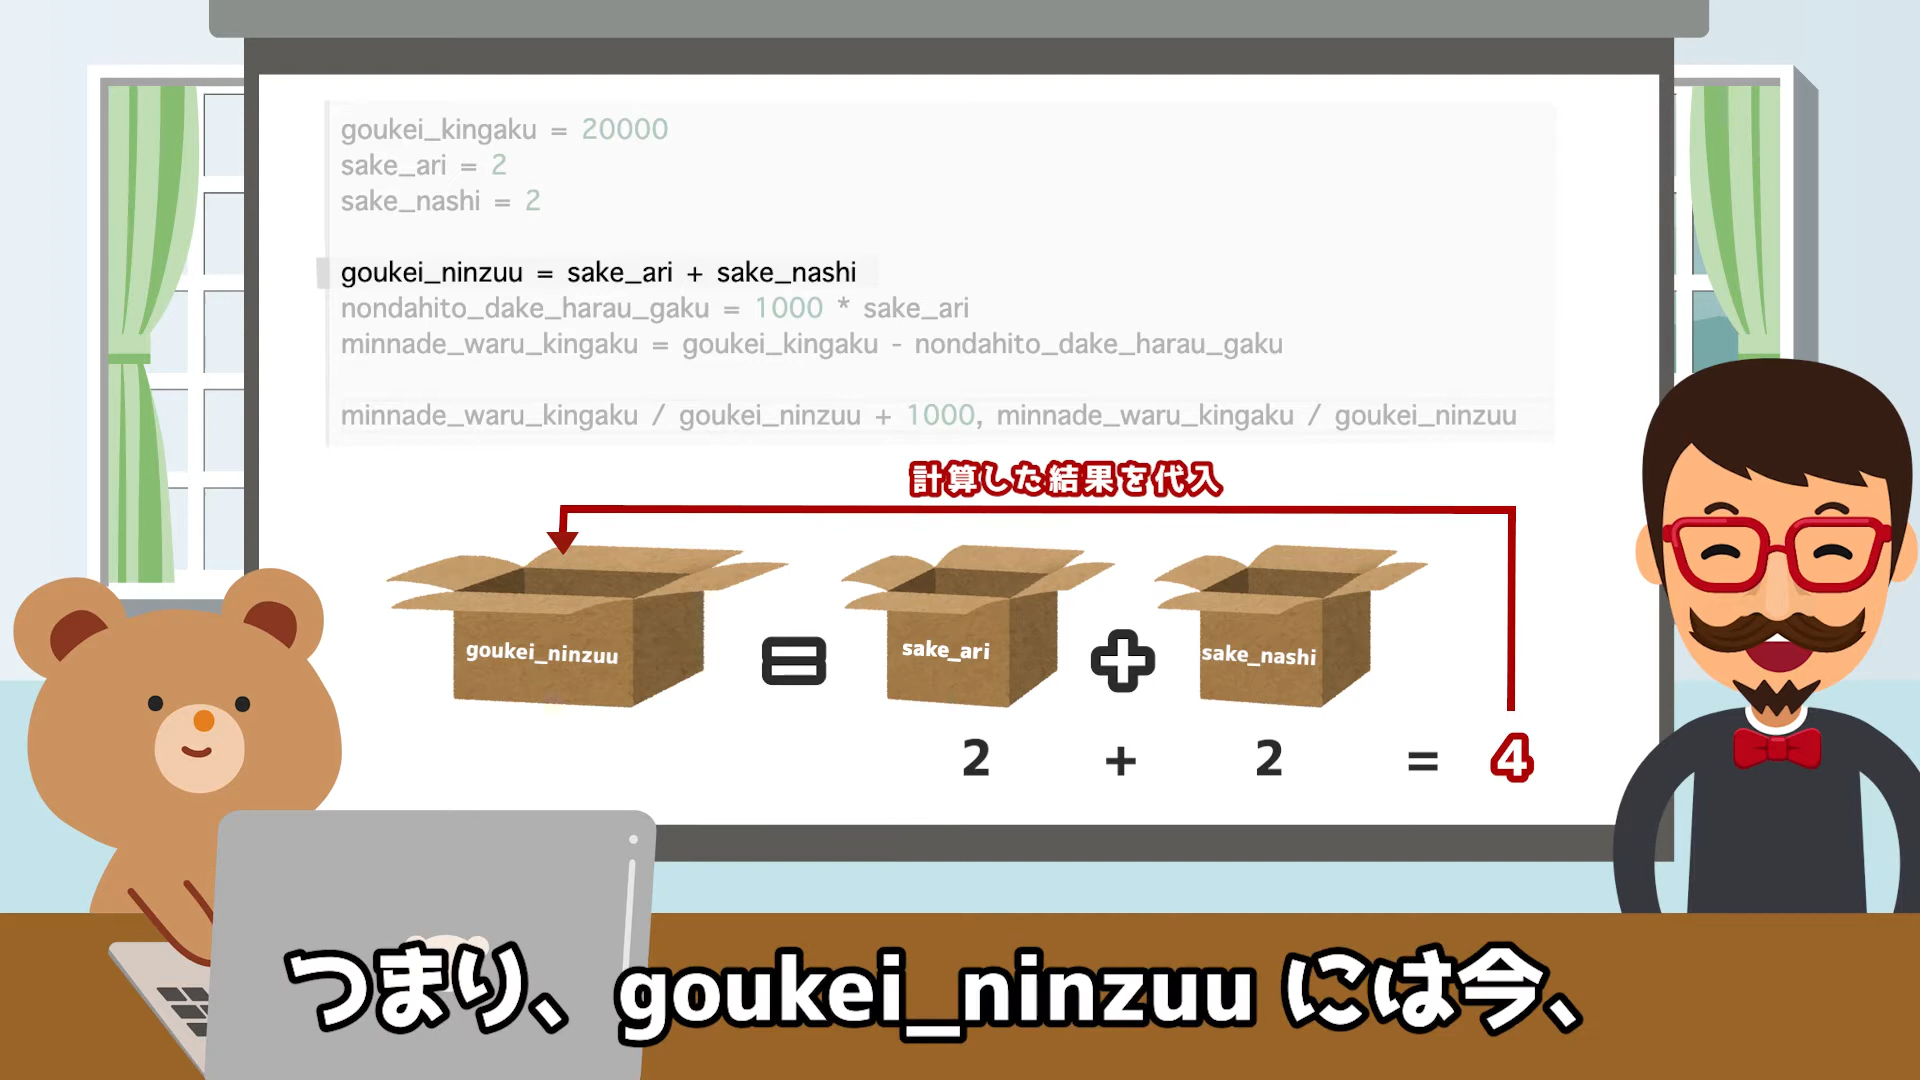 goukei_kingaku = 20000
sake_ari = 2
sake_nashi = 2
goukei_ninzuu = sake_ari + sake_nashi
nondahito_dake_harau_gaku = 1000 * sake_ari
minnade_waru_kingaku = goukei_kingaku - nondahito_dake_harau_gaku
minnade_waru_kingaku / goukei_ninzuu + 1000, minnade_waru_kingaku / goukei_ninzuu
計算した結果を代入
goukei_ninzuu = sake_ari + sake_nashi
2 + 2 = 4
つまり、goukei_ninzuu には今、